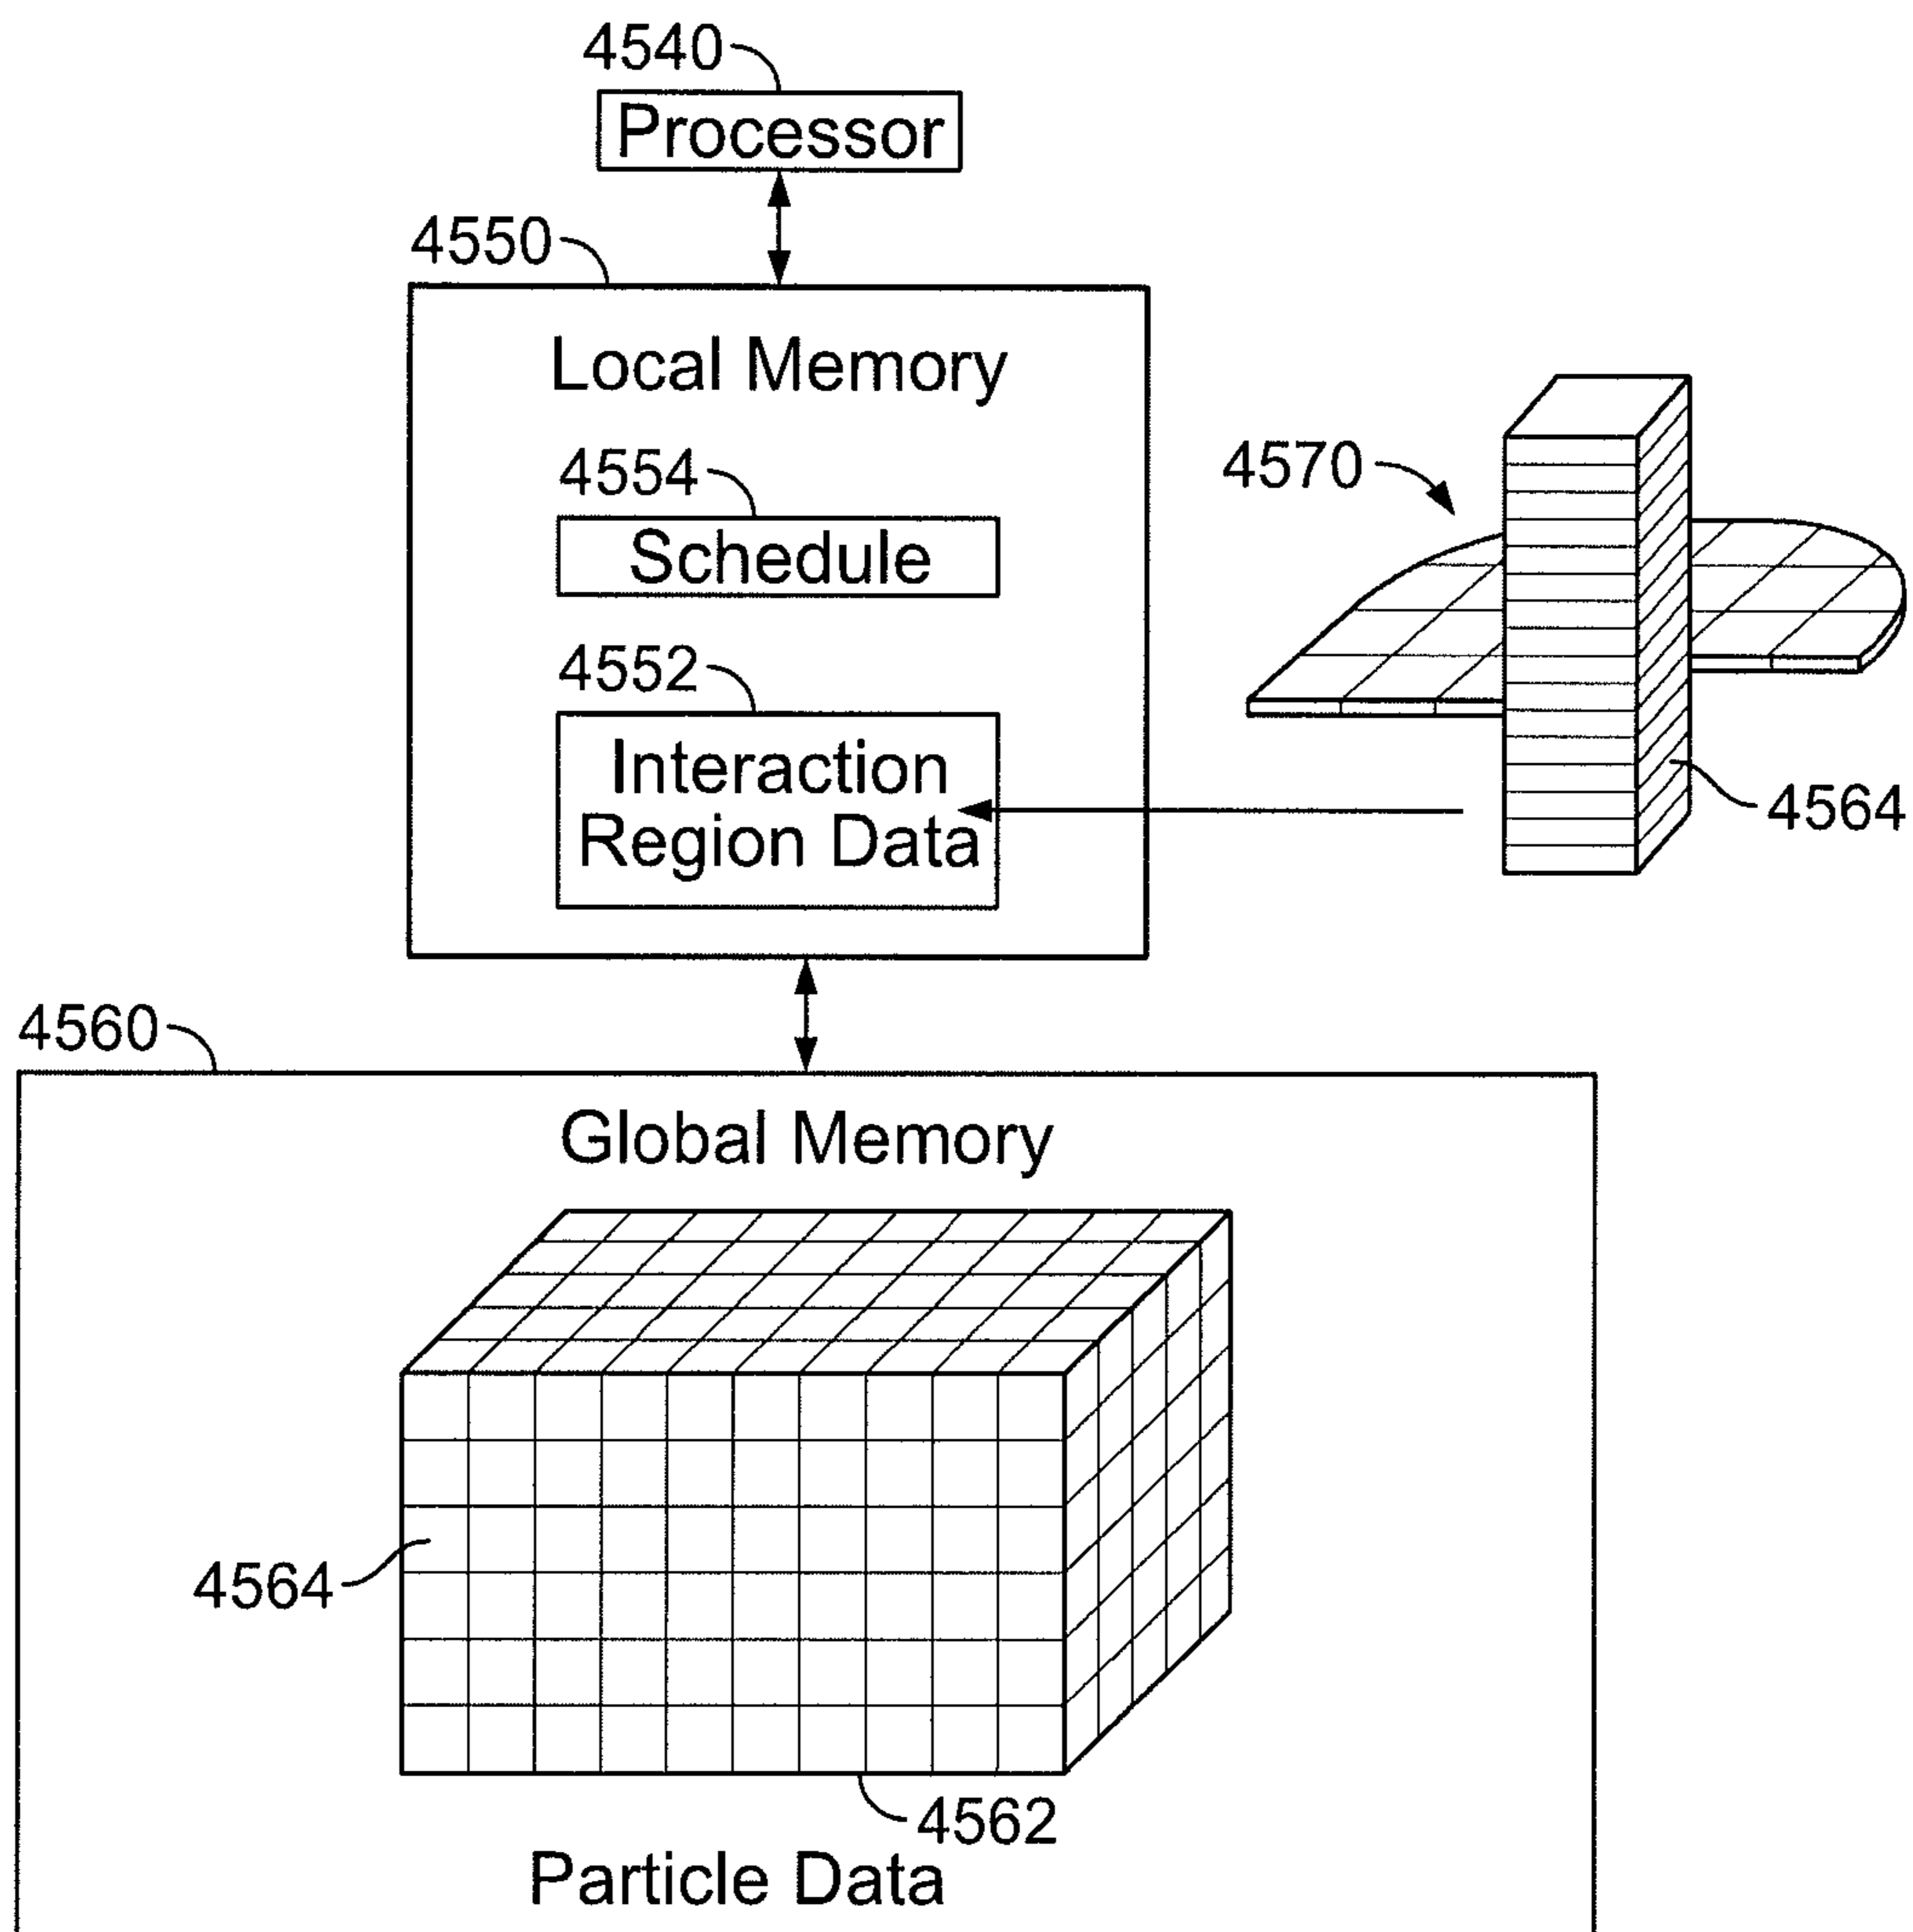 4540
Processor
4550
Local Memory
4554
Schedule
4570
4552
Interaction
Region Data
4564
4560
Global Memory
4564
4562
Particle Data